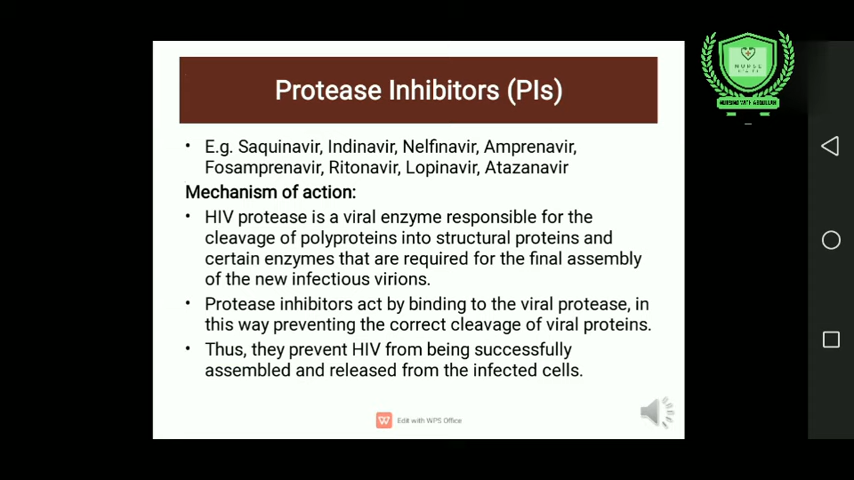 Protease Inhibitors (PIs)
• E.g. Saquinavir, Indinavir, Nelfinavir, Amprenavir,
Fosamprenavir, Ritonavir, Lopinavir, Atazanavir
Mechanism of action:
• HIV protease is a viral enzyme responsible for the
cleavage of polyproteins into structural proteins and
certain enzymes that are required for the final assembly
of the new infectious virions.
• Protease inhibitors act by binding to the viral protease, in
this way preventing the correct cleavage of viral proteins.
• Thus, they prevent HIV from being successfully
assembled and released from the infected cells.
W Edit with WPS Office
NURSE
NURSING WITH ABDULLAH